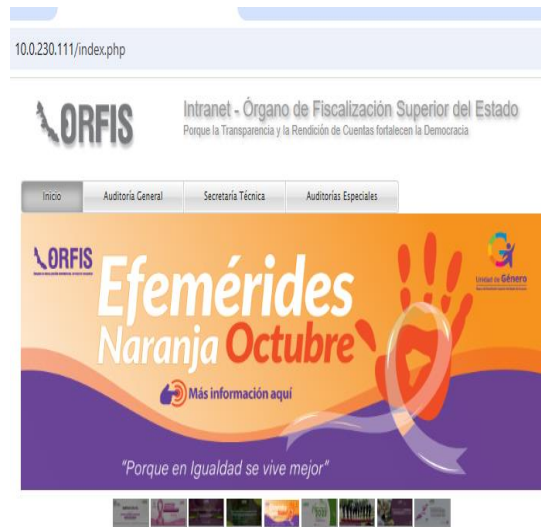 10.0.230.111/index.php
ORFIS
Intranet - Órgano de Fiscalización Superior del Estado
Porque la Transparencia y la Rendición de Cuentas fortalecen la Democracia
Inicio
Auditoría General
Secretaría Técnica
Auditorías Especiales
ORFIS
Unidad de Género
Efemérides
Naranja Octubre
Más información aquí
"Porque en Igualdad se vive mejor"